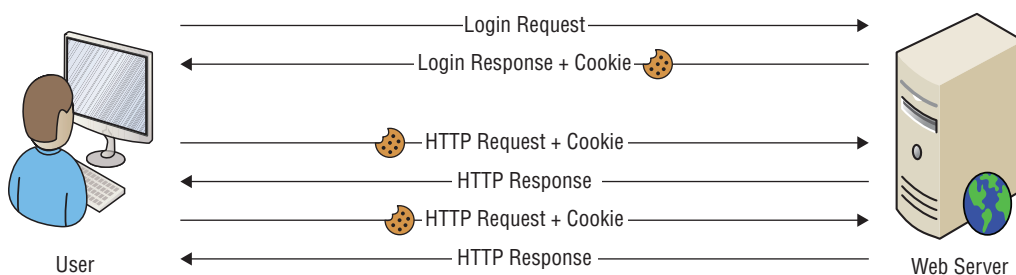 Login Request
Login Response + Cookie
HTTP Request + Cookie
HTTP Response
HTTP Request + Cookie
HTTP Response
User
Web Server